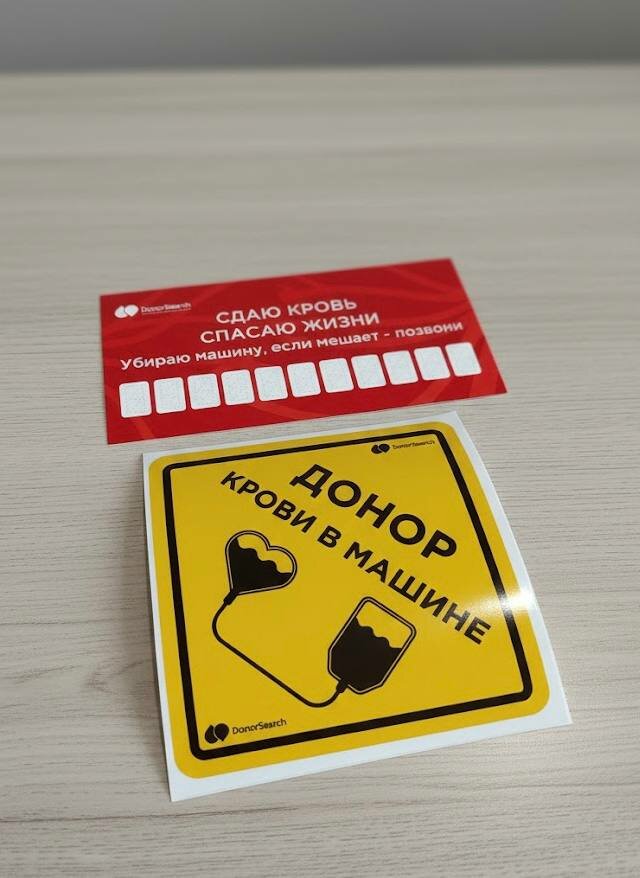 DonorSearch
СДАЮ КРОВЬ
СПАСАЮ ЖИЗНИ
Убираю машину, если мешает - позвони
DonorSearch
ДОНОР
КРОВИ В МАШИНЕ
DonorSearch